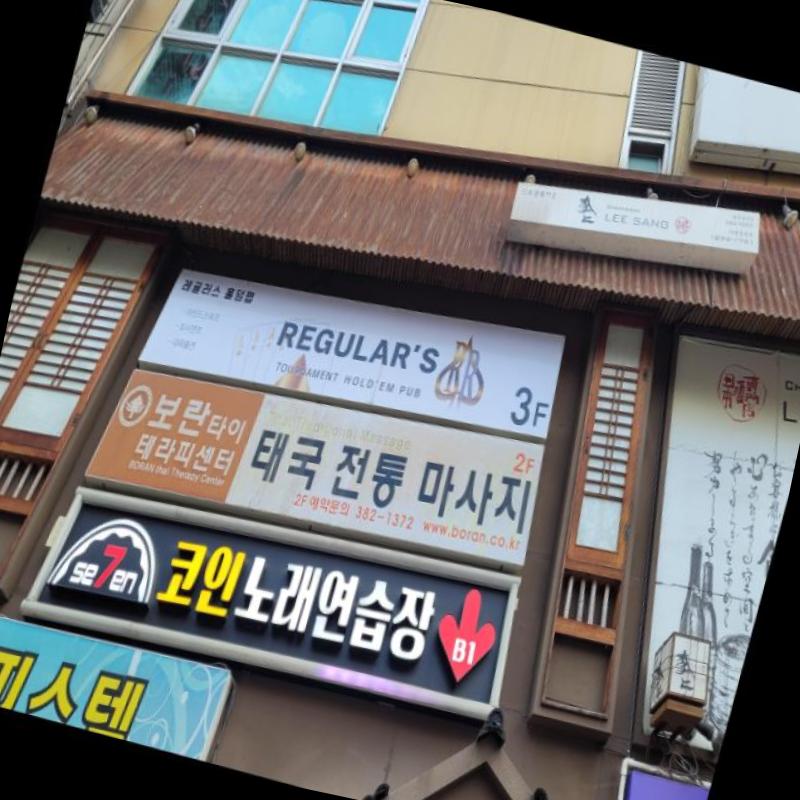 LEE SANG
레귤러스 홀덤펍
REGULAR'S
TOURNAMENT HOLD'EM PUB
3F
보란타이
테라피센터
BORAN thai Therapy Center
Thai Traditional Massage
태국 전통 마사지
2F
2F 예약문의 382-1372 www.boran.co.kr
se7en
코인노래연습장
B1
피스텔